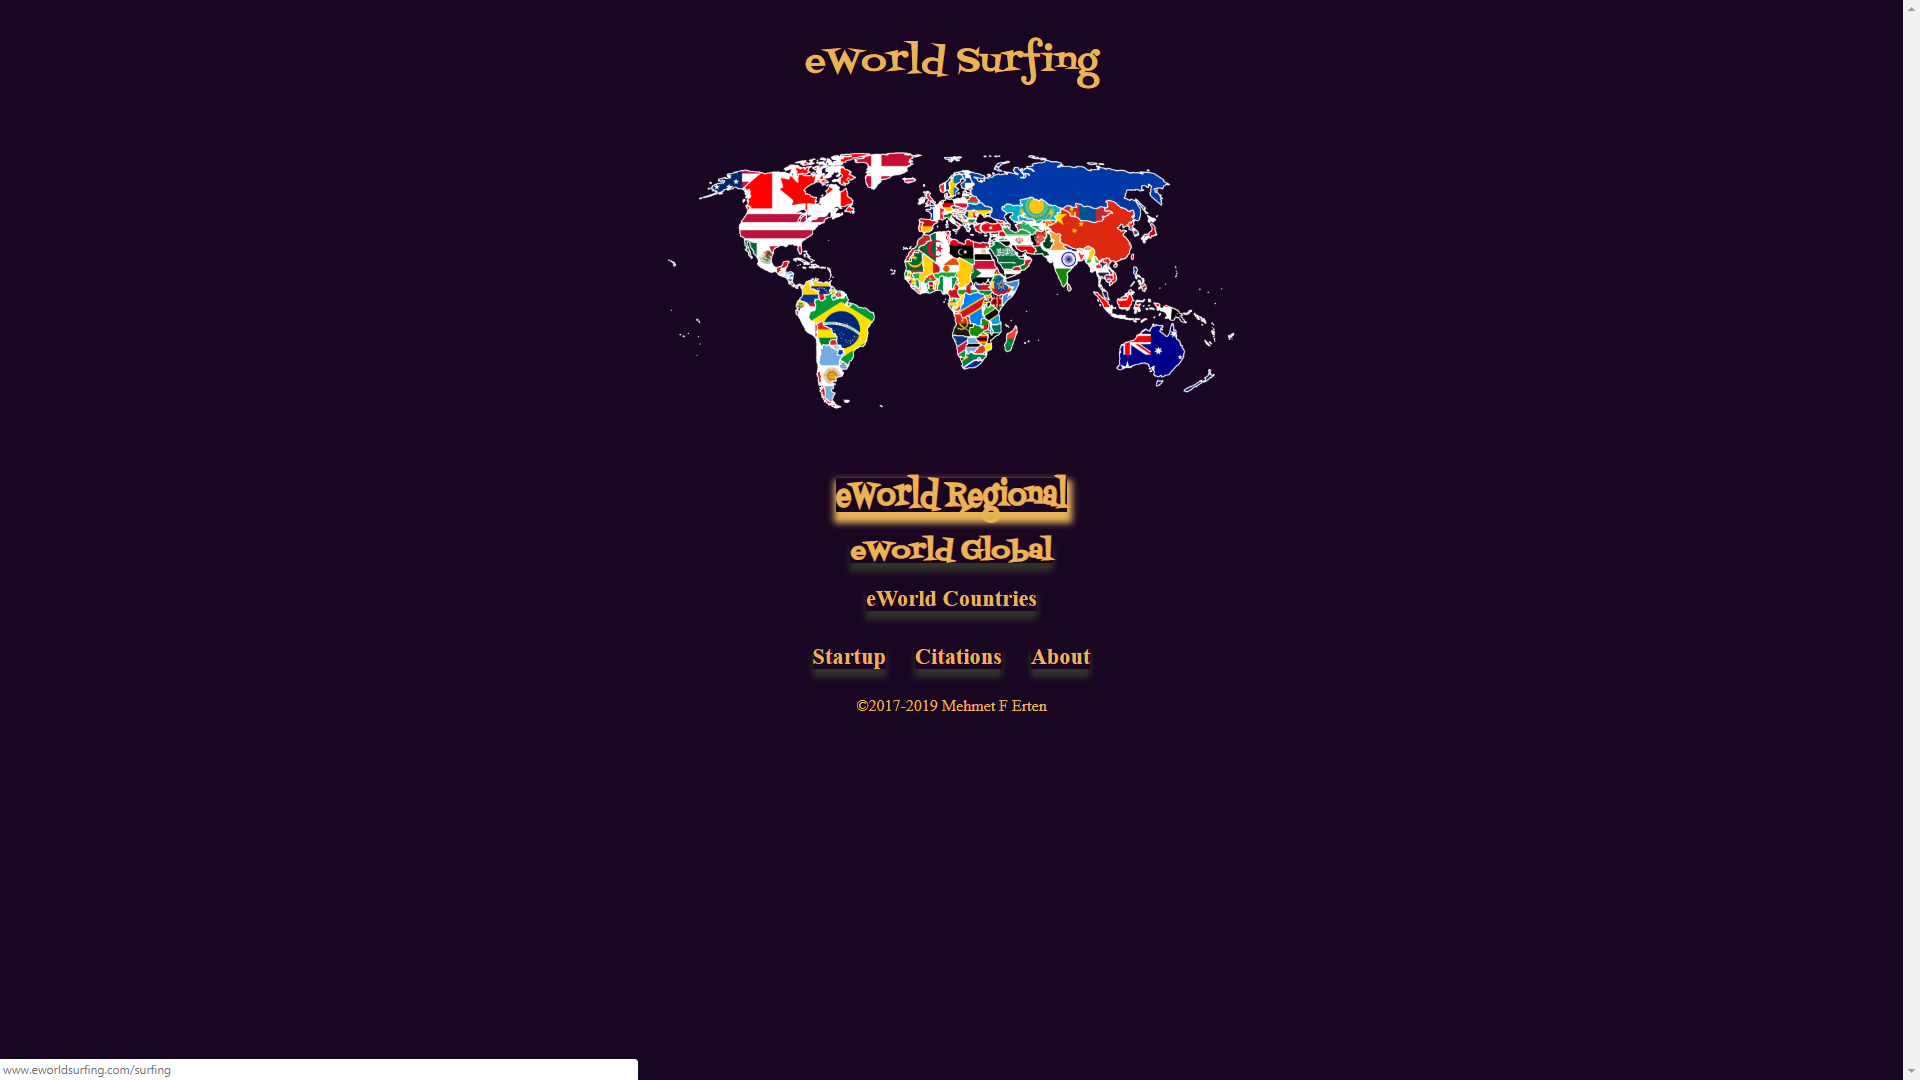 eWorld Surfing
eWorld Regional
eWorld Global
eWorld Countries
Startup Citations About
©2017-2019 Mehmet F Erten
www.eworldsurfing.com/surfing